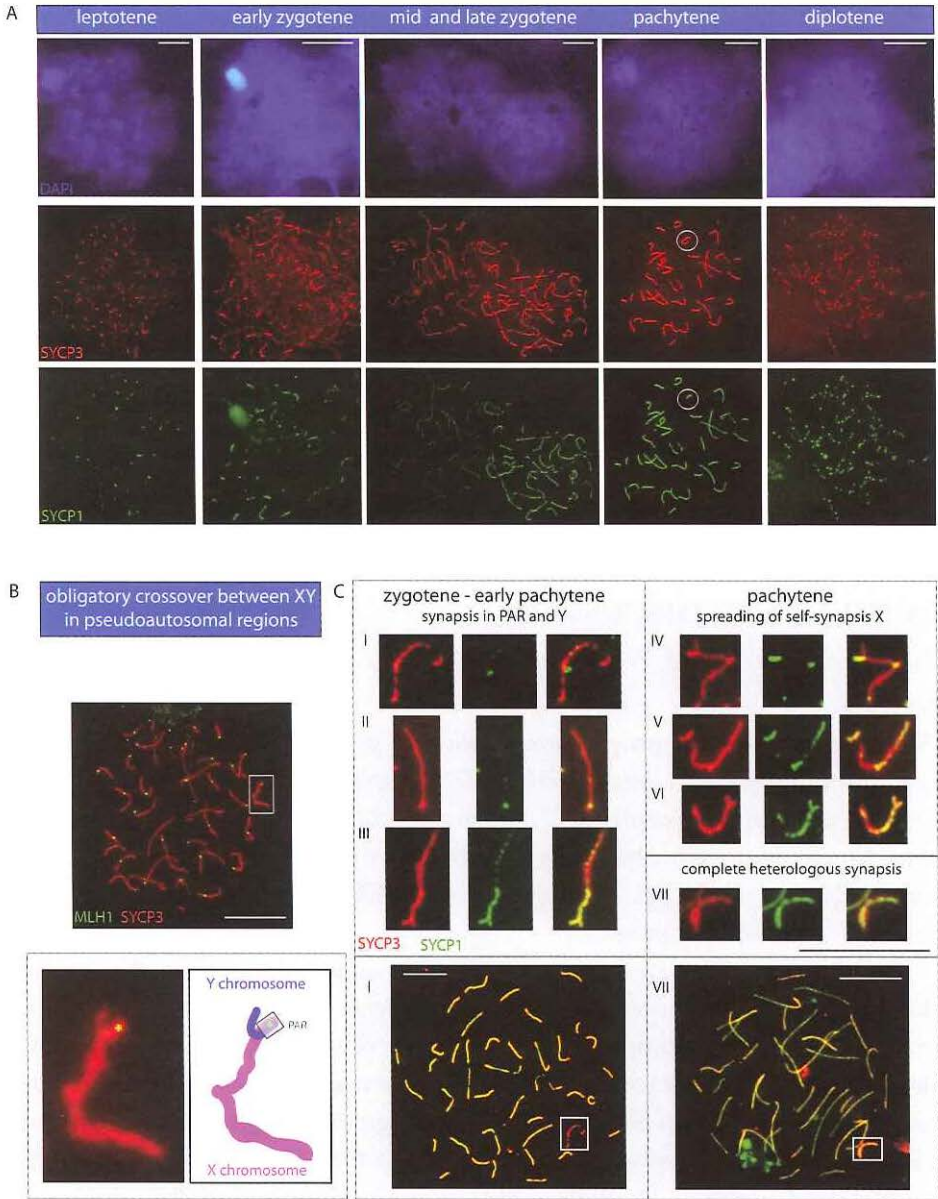 A
leptotene early zygotene mid and late zygotene pachytene diplotene
DAPI
SYCP3
SYCP1
B
obligatory crossover between XY
in pseudoautosomal regions
MLH1 SYCP3
*
Y chromosome
PAR
X chromosome
C
zygotene - early pachytene
synapsis in PAR and Y
I
II
III
SYCP3 SYCP1
I
pachytene
spreading of self-synapsis X
IV
V
VI
complete heterologous synapsis
VII
VII